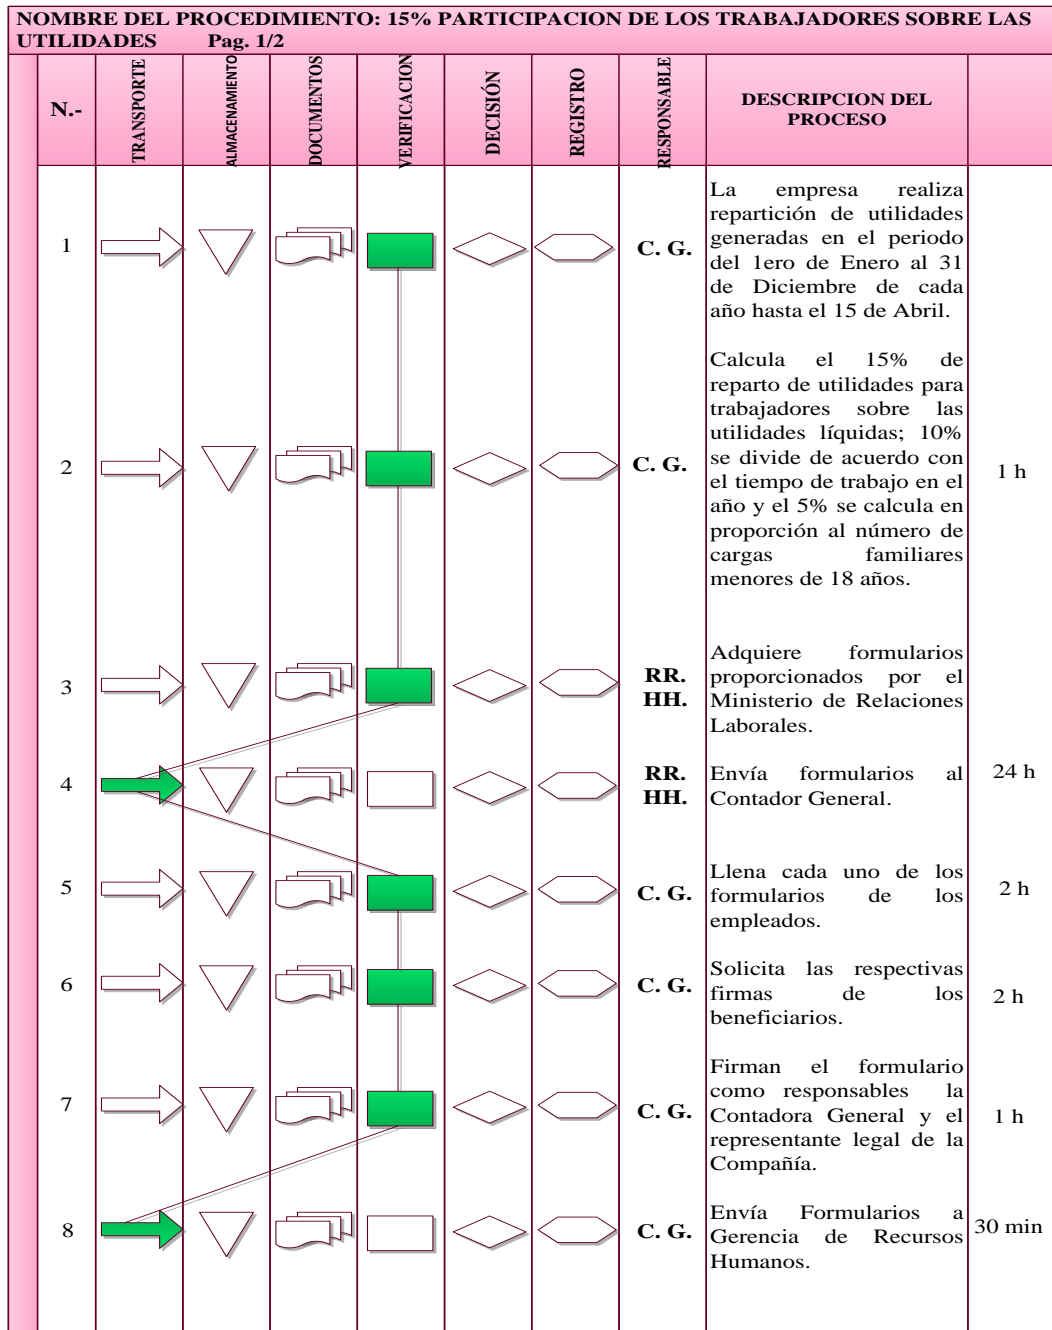 NOMBRE DEL PROCEDIMIENTO: 15% PARTICIPACION DE LOS TRABAJADORES SOBRE LAS
UTILIDADES Pag. 1/2
N.-
TRANSPORTE
ALMACENAMIENTO
DOCUMENTOS
VERIFICACION
DECISIÓN
REGISTRO
RESPONSABLE
DESCRIPCION DEL
PROCESO
1
C. G.
La empresa realiza
repartición de utilidades
generadas en el periodo
del 1ero de Enero al 31
de Diciembre de cada
año hasta el 15 de Abril.
2
C. G.
Calcula el 15% de
reparto de utilidades para
trabajadores sobre las
utilidades líquidas; 10%
se divide de acuerdo con
el tiempo de trabajo en el
año y el 5% se calcula en
proporción al número de
cargas familiares
menores de 18 años.
1 h
3
RR.
HH.
Adquiere formularios
proporcionados por el
Ministerio de Relaciones
Laborales.
4
RR.
HH.
Envía formularios al
Contador General.
24 h
5
C. G.
Llena cada uno de los
formularios de los
empleados.
2 h
6
C. G.
Solicita las respectivas
firmas de los
beneficiarios.
2 h
7
C. G.
Firman el formulario
como responsables la
Contadora General y el
representante legal de la
Compañía.
1 h
8
C. G.
Envía Formularios a
Gerencia de Recursos
Humanos.
30 min